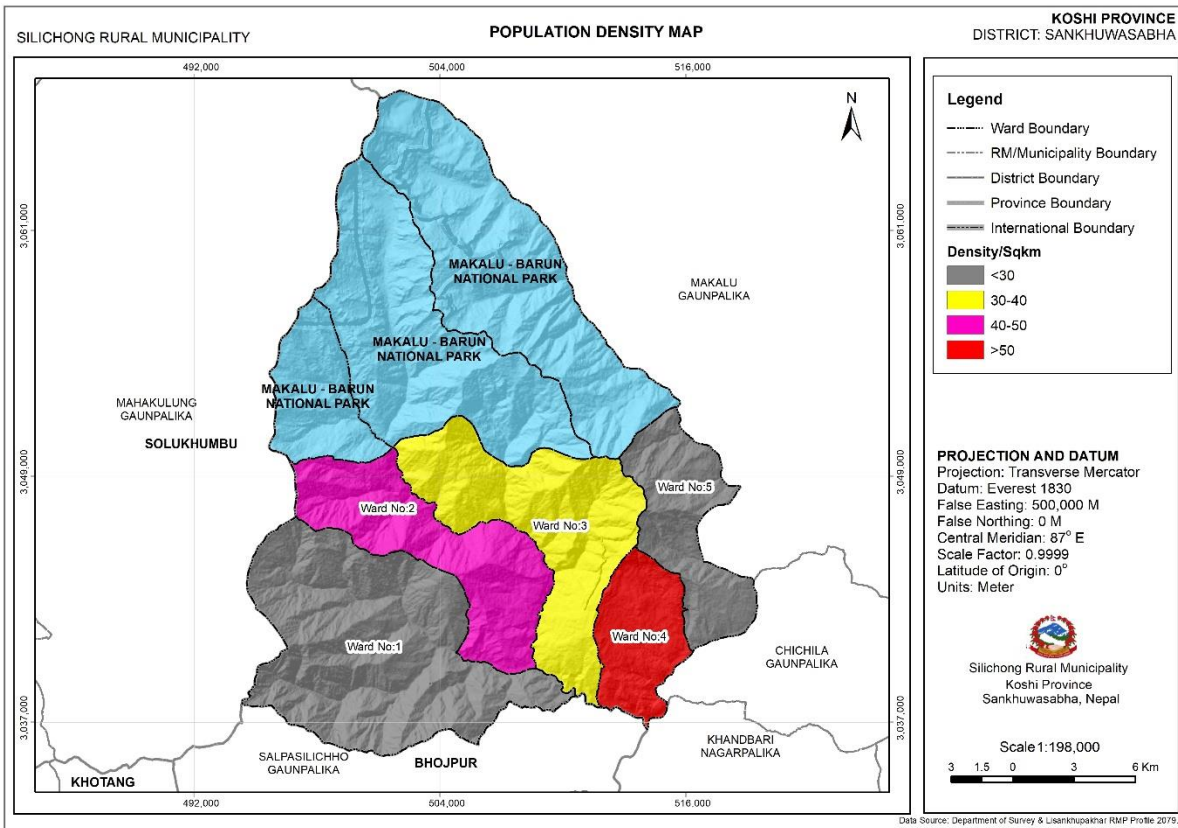 SILICHONG RURAL MUNICIPALITY
POPULATION DENSITY MAP
KOSHI PROVINCE
DISTRICT: SANKHUWASABHA
492,000
504,000
516,000
N
3,061,000
3,061,000
MAKALU - BARUN
NATIONAL PARK
MAKALU
GAUNPALIKA
MAKALU - BARUN
NATIONAL PARK
MAKALU - BARUN
NATIONAL PARK
MAHAKULUNG
GAUNPALIKA
SOLUKHUMBU
3,049,000
3,049,000
Ward No:5
Ward No:2
Ward No:3
Ward No:4
Ward No:1
CHICHILA
GAUNPALIKA
3,037,000
3,037,000
KHANDBARI
NAGARPALIKA
SALPASILICHHO
GAUNPALIKA
BHOJPUR
KHOTANG
492,000
504,000
516,000
Legend
Ward Boundary
RM/Municipality Boundary
District Boundary
Province Boundary
International Boundary
Density/Sqkm
<30
30-40
40-50
>50
PROJECTION AND DATUM
Projection: Transverse Mercator
Datum: Everest 1830
False Easting: 500,000 M
False Northing: 0 M
Central Meridian: 87° E
Scale Factor: 0.9999
Latitude of Origin: 0°
Units: Meter
Silichong Rural Municipality
Koshi Province
Sankhuwasabha, Nepal
Scale1:198,000
3 1.5 0 3 6 Km
Data Source: Department of Survey & Lisankhupakhar RMP Profile 2079.